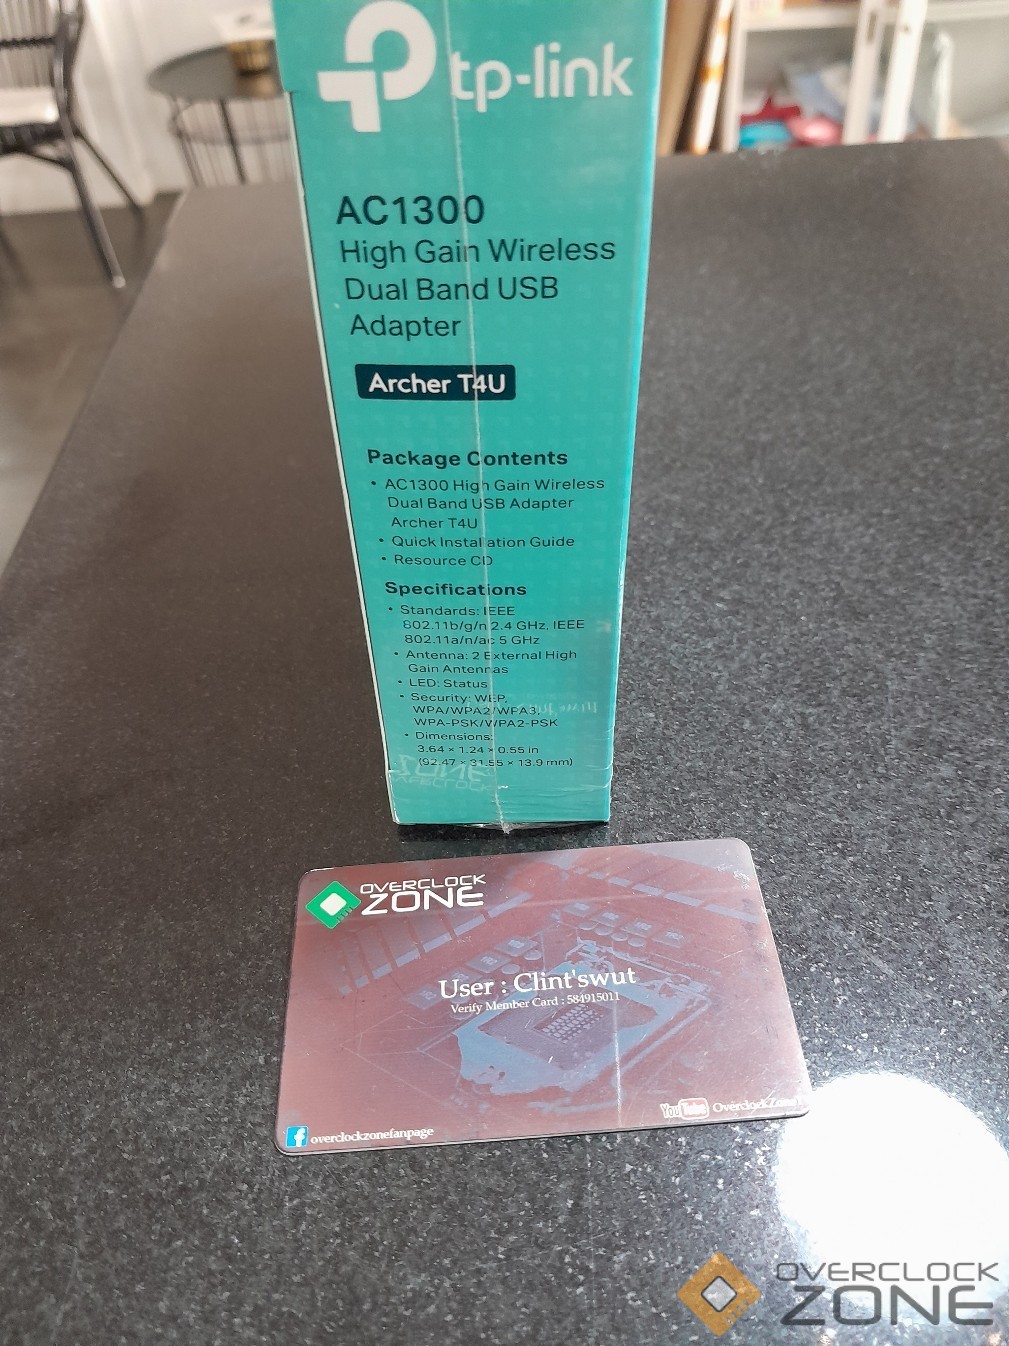 tp-link
AC1300
High Gain Wireless
Dual Band USB
Adapter
Archer T4U
Package Contents
• AC1300 High Gain Wireless
Dual Band USB Adapter
Archer T4U
• Quick Installation Guide
• Resource CD
Specifications
• Standards: IEEE
802.11b/g/n 2.4 GHz, IEEE
802.11a/n/ac 5 GHz
• Antenna: 2 External High
Gain Antennas
• LED: Status
• Security: WEP,
WPA/WPA2/WPA3,
WPA-PSK/WPA2-PSK
• Dimensions:
3.64 × 1.24 × 0.55 in
(92.47 × 31.55 × 13.9 mm)
OVERCLOCK
ZONE
User : Clint'swut
Verify Member Card : 584915011
overclockzonefanpage
YouTube
OVERCLOCK
ZONE